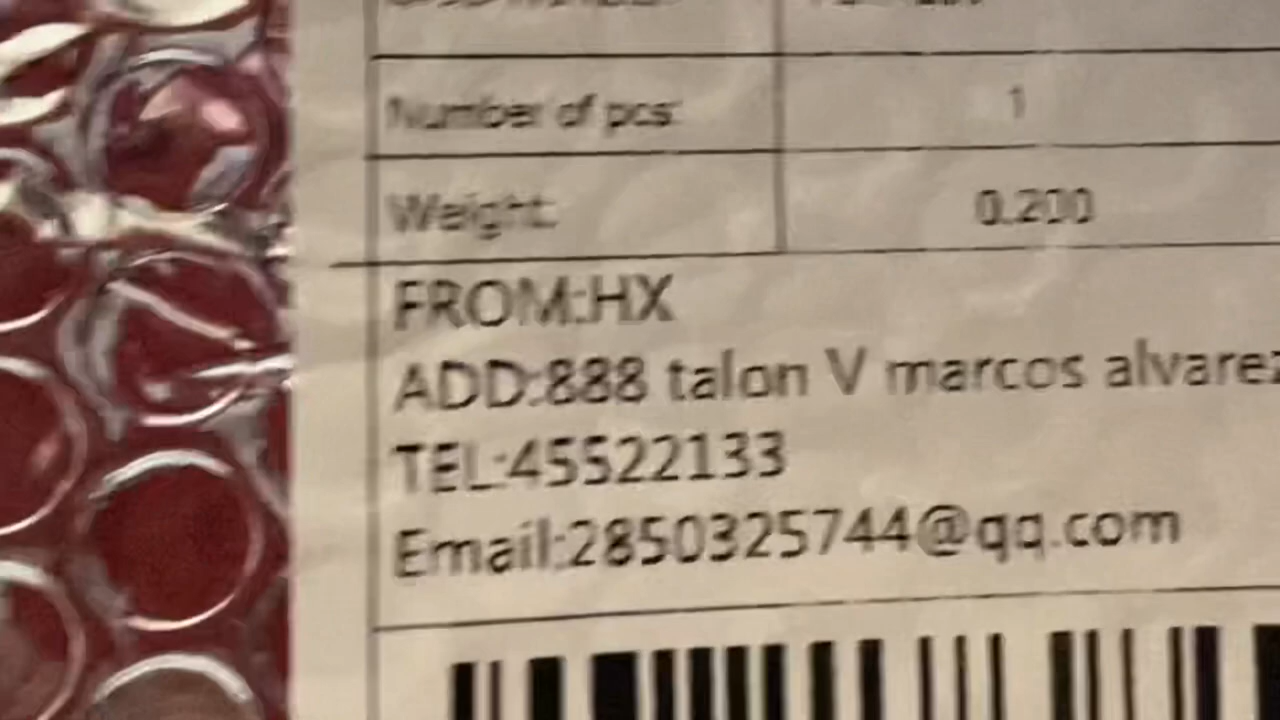 Number of pcs: 1
Weight: 0.200
FROM:HX
ADD:888 talon V marcos alvarez
TEL:45522133
Email:2850325744@qq.com